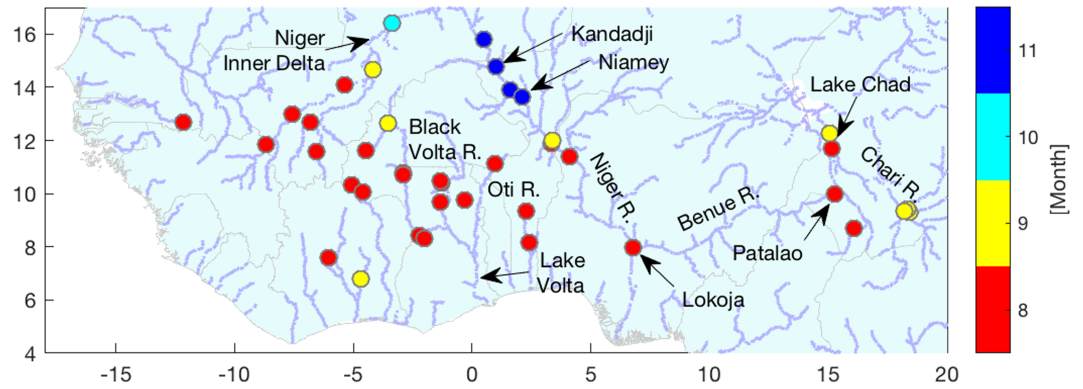 16
14
12
10
8
6
4
-15
-10
-5
0
5
10
15
20
Niger
Inner Delta
Kandadji
Niamey
Lake Chad
Black
Volta R.
Oti R.
Niger R.
Benue R.
Chari R.
Patalao
Lake
Volta
Lokoja
11
10
9
8
[Month]